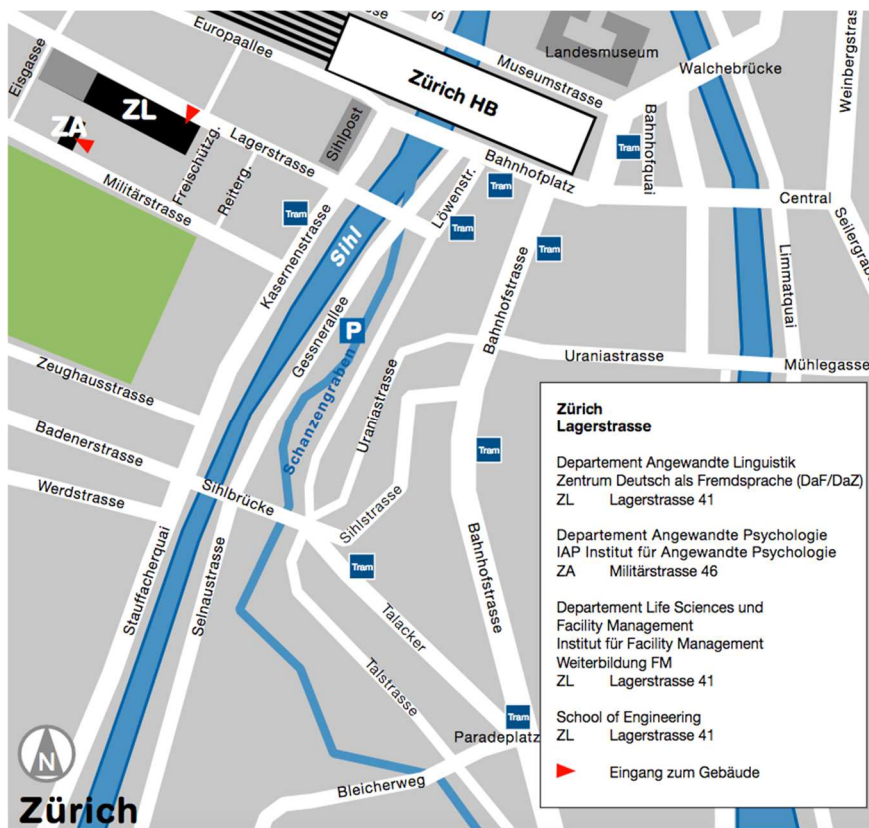 Europaallee
Eisgasse
ZL
ZA
Militärstrasse
Freischützg.
Reiterg.
Lagerstrasse
Sihlpost
Zürich HB
Landesmuseum
Museumstrasse
Walchebrücke
Weinbergstrasse
Bahnhofquai
Tram
Bahnhofplatz
Tram
Löwenstr.
Tram
Tram
Tram
Central
Limmatquai
Kasernenstrasse
Sihl
Gessnerallee
P
Schanzengraben
Uraniastrasse
Bahnhofstrasse
Uraniastrasse
Mühlegasse
Zeughausstrasse
Badenerstrasse
Werdstrasse
Sihlbrücke
Sihlstrasse
Tram
Tram
Bahnhofstrasse
Stauffacherquai
Selnaustrasse
Talacker
Talstrasse
Tram
Paradeplatz
Bleicherweg
N
Zürich
Zürich
Lagerstrasse
Departement Angewandte Linguistik
Zentrum Deutsch als Fremdsprache (DaF/DaZ)
ZL Lagerstrasse 41
Departement Angewandte Psychologie
IAP Institut für Angewandte Psychologie
ZA Militärstrasse 46
Departement Life Sciences und
Facility Management
Institut für Facility Management
Weiterbildung FM
ZL Lagerstrasse 41
School of Engineering
ZL Lagerstrasse 41
Eingang zum Gebäude